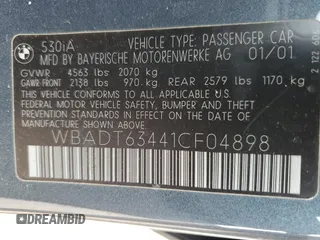 530iA
VEHICLE TYPE: PASSENGER CAR
MFD BY BAYERISCHE MOTORENWERKE AG 01/01
GVWR 4563 lbs 2070 kg
GAWR FRONT 2138 lbs 970 kg REAR 2579 lbs 1170 kg
THIS VEHICLE CONFORMS TO ALL APPLICABLE U.S. FEDERAL MOTOR VEHICLE SAFETY, BUMPER, AND THEFT PREVENTION STANDARDS IN EFFECT ON THE DATE OF MANUFACTURE SHOWN ABOVE.
WBADT63441CF04898
DREAMBID